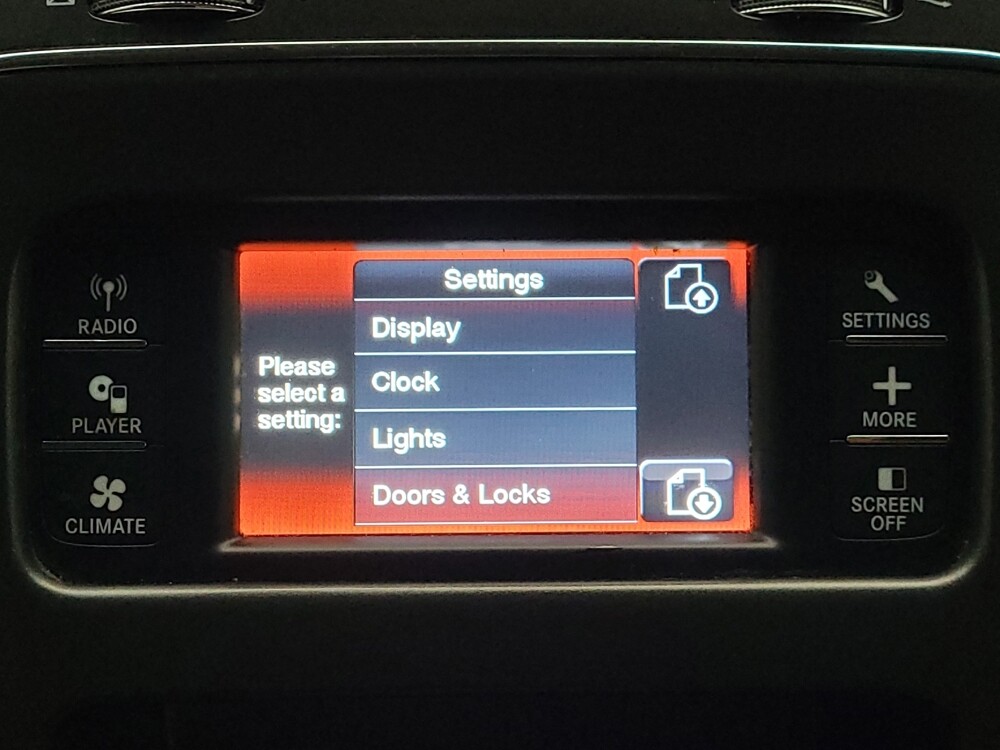 RADIO
PLAYER
CLIMATE
Please
select a
setting:
Settings
Display
Clock
Lights
Doors & Locks
SETTINGS
MORE
SCREEN
OFF